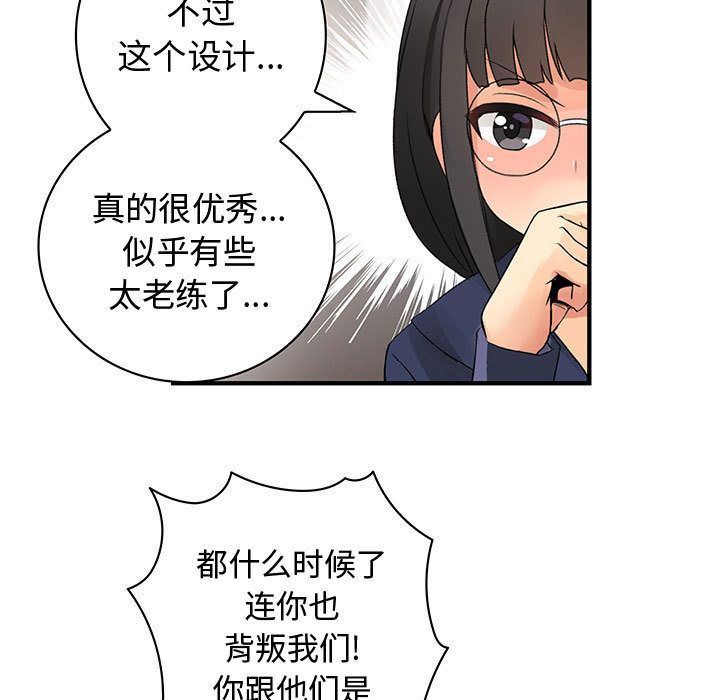 不过
这个设计...
真的很优秀...
似乎有些
太老练了...
都什么时候了
连你也
背叛我们!
你跟他们是